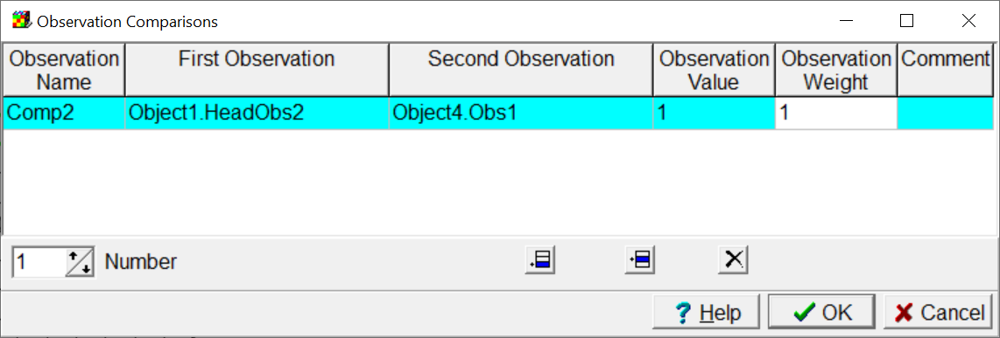 Observation Comparisons
Observation Name
First Observation
Second Observation
Observation Value
Observation Weight
Comment
Comp2
Object1.HeadObs2
Object4.Obs1
1
1
1
Number
Help
OK
Cancel